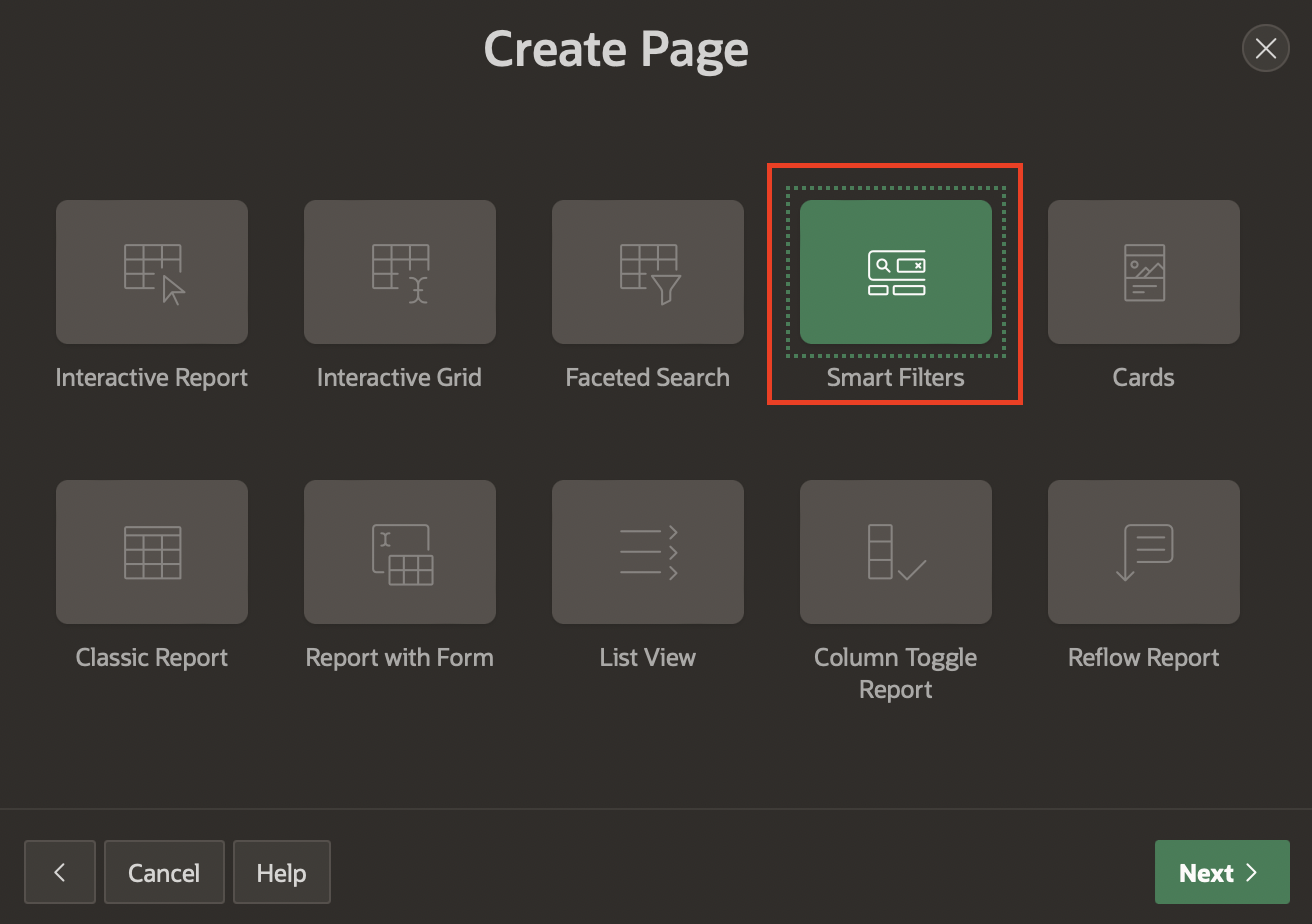 Create Page
Interactive Report
Interactive Grid
Faceted Search
Smart Filters
Cards
Classic Report
Report with Form
List View
Column Toggle
Report
Reflow Report
Cancel
Help
Next